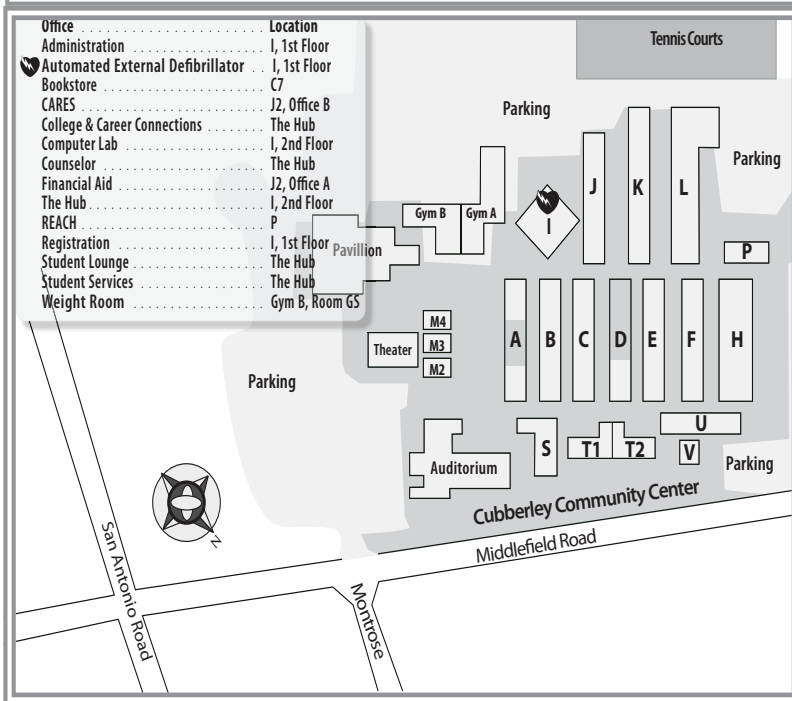 Office . . . . . . . . . . . . . . . . . . . . . . . Location
Administration . . . . . . . . . . . . . . . . . I, 1st Floor
Automated External Defibrillator . . I, 1st Floor
Bookstore . . . . . . . . . . . . . . . . . . . . . C7
CARES . . . . . . . . . . . . . . . . . . . . . . . . J2, Office B
College & Career Connections . . . . . . . The Hub
Computer Lab . . . . . . . . . . . . . . . . . . I, 2nd Floor
Counselor . . . . . . . . . . . . . . . . . . . . . The Hub
Financial Aid . . . . . . . . . . . . . . . . . . . J2, Office A
The Hub . . . . . . . . . . . . . . . . . . . . . . I, 2nd Floor
REACH . . . . . . . . . . . . . . . . . . . . . . . P
Registration . . . . . . . . . . . . . . . . . . . I, 1st Floor
Student Lounge . . . . . . . . . . . . . . . . . The Hub
Student Services . . . . . . . . . . . . . . . . The Hub
Weight Room . . . . . . . . . . . . . . . . . . Gym B, Room GS
Tennis Courts
Parking
Parking
J
K
L
Gym B
Gym A
I
P
Pavillion
M4
M3
M2
Theater
A
B
C
D
E
F
H
Parking
U
S
T1
T2
V
Auditorium
Parking
Cubberley Community Center
Middlefield Road
N
San Antonio Road
Montrose